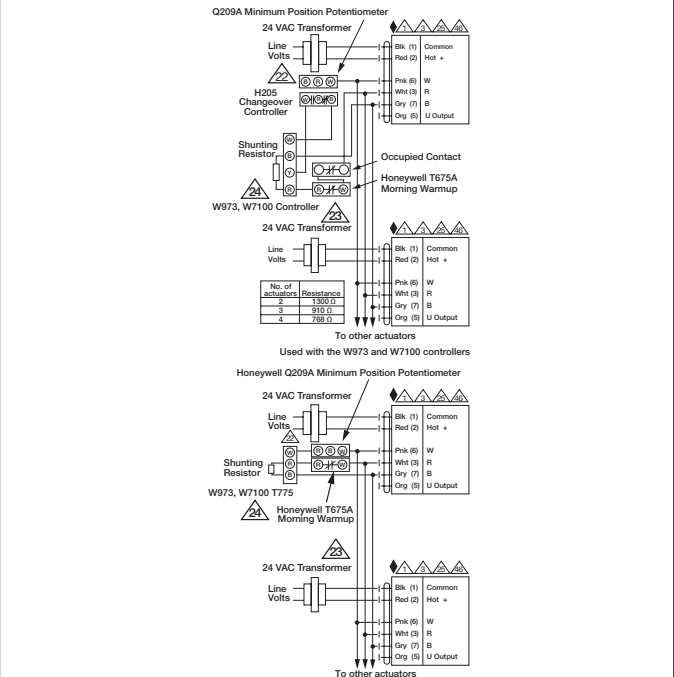 Q209A Minimum Position Potentiometer
24 VAC Transformer
Line
Volts
1 3 25 46
Blk (1) Common
Red (2) Hot +
Pnk (6) W
Wht (3) R
Gry (7) B
Org (5) U Output
22
B R W
H205
Changeover
Controller
W R B
Shunting
Resistor
W
B
Y
R
Occupied Contact
R W
Honeywell T675A
Morning Warmup
24
W973, W7100 Controller
23
24 VAC Transformer
Line
Volts
1 3 25 46
Blk (1) Common
Red (2) Hot +
Pnk (6) W
Wht (3) R
Gry (7) B
Org (5) U Output
No. of actuators Resistance
2 1300 Ω
3 910 Ω
4 768 Ω
To other actuators
Used with the W973 and W7100 controllers
Honeywell Q209A Minimum Position Potentiometer
24 VAC Transformer
Line
Volts
1 3 25 46
Blk (1) Common
Red (2) Hot +
Pnk (6) W
Wht (3) R
Gry (7) B
Org (5) U Output
22
W
R
B
R B W
R W
Shunting
Resistor
W973, W7100 T775
24
Honeywell T675A
Morning Warmup
23
24 VAC Transformer
Line
Volts
1 3 25 46
Blk (1) Common
Red (2) Hot +
Pnk (6) W
Wht (3) R
Gry (7) B
Org (5) U Output
To other actuators